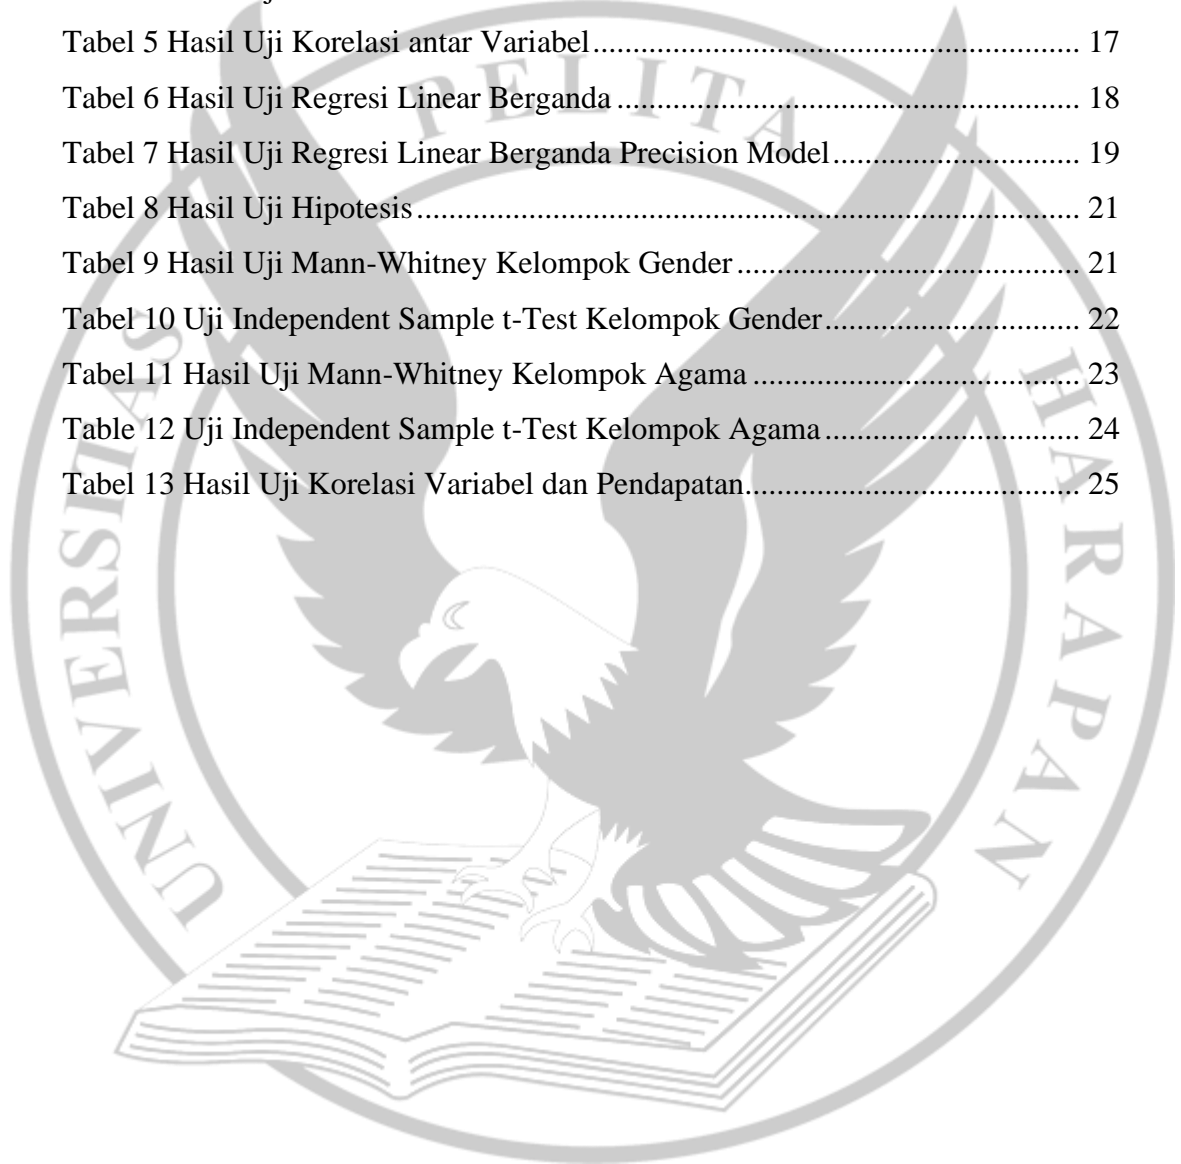 Tabel 5 Hasil Uji Korelasi antar Variabel........................................................... 17
Tabel 6 Hasil Uji Regresi Linear Berganda ........................................................ 18
Tabel 7 Hasil Uji Regresi Linear Berganda Precision Model.............................. 19
Tabel 8 Hasil Uji Hipotesis................................................................................. 21
Tabel 9 Hasil Uji Mann-Whitney Kelompok Gender.......................................... 21
Tabel 10 Uji Independent Sample t-Test Kelompok Gender............................... 22
Tabel 11 Hasil Uji Mann-Whitney Kelompok Agama ........................................ 23
Table 12 Uji Independent Sample t-Test Kelompok Agama............................... 24
Tabel 13 Hasil Uji Korelasi Variabel dan Pendapatan......................................... 25
UNIVERSITAS PELITA HARAPAN